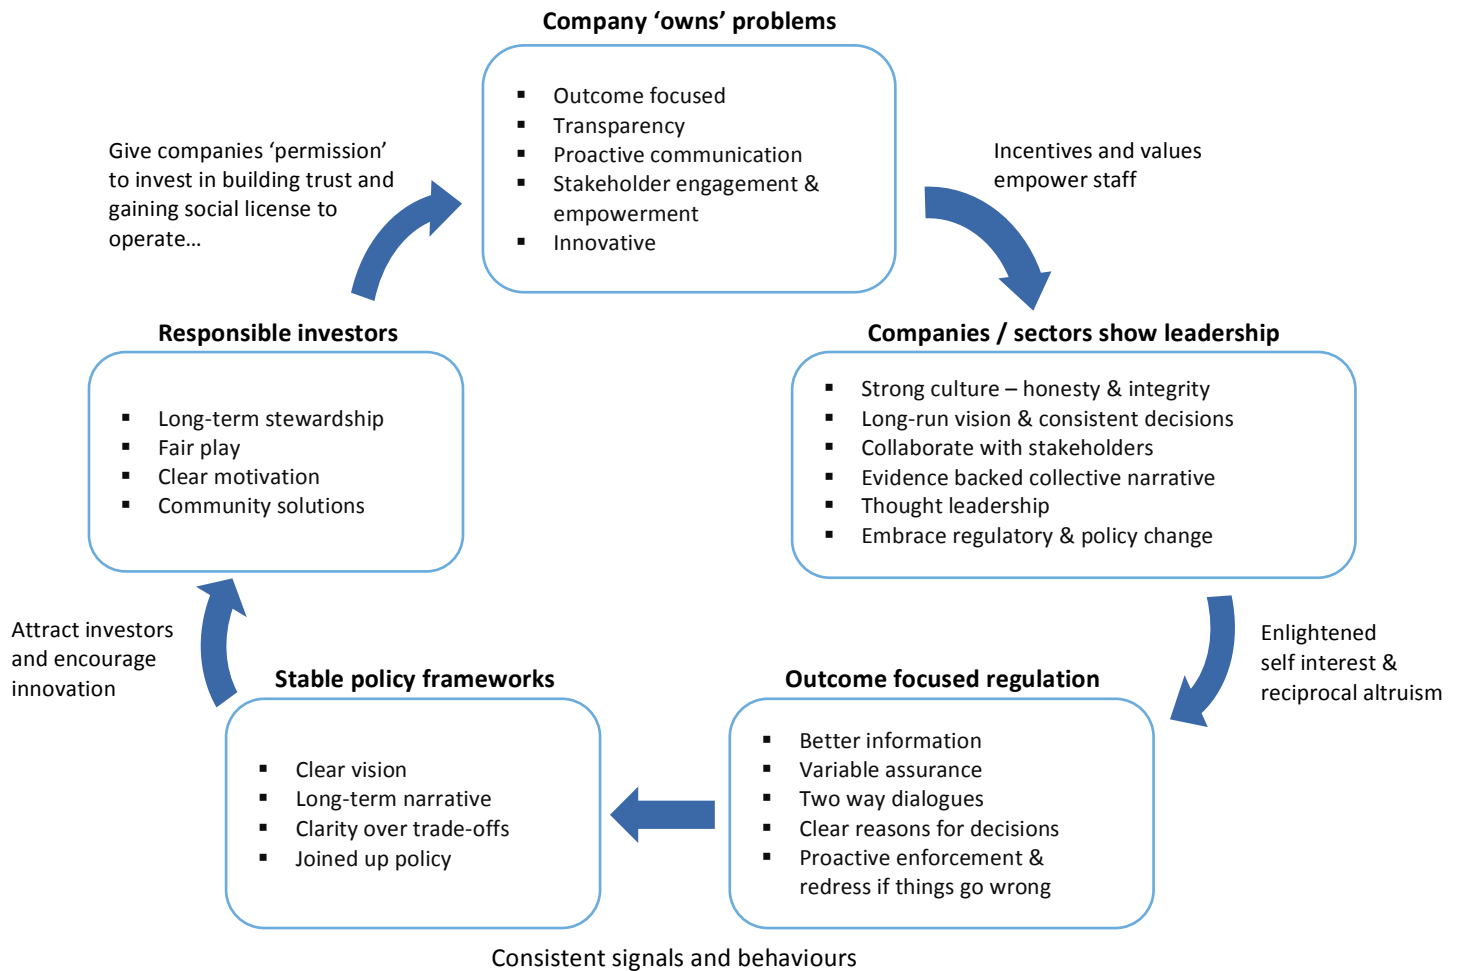 Company ‘owns’ problems
▪ Outcome focused
▪ Transparency
▪ Proactive communication
▪ Stakeholder engagement &
empowerment
▪ Innovative
Give companies ‘permission’
to invest in building trust and
gaining social license to
operate…
Incentives and values
empower staff
Responsible investors
▪ Long-term stewardship
▪ Fair play
▪ Clear motivation
▪ Community solutions
Companies / sectors show leadership
▪ Strong culture – honesty & integrity
▪ Long-run vision & consistent decisions
▪ Collaborate with stakeholders
▪ Evidence backed collective narrative
▪ Thought leadership
▪ Embrace regulatory & policy change
Attract investors
and encourage
innovation
Enlightened
self interest &
reciprocal altruism
Stable policy frameworks
▪ Clear vision
▪ Long-term narrative
▪ Clarity over trade-offs
▪ Joined up policy
Outcome focused regulation
▪ Better information
▪ Variable assurance
▪ Two way dialogues
▪ Clear reasons for decisions
▪ Proactive enforcement &
redress if things go wrong
Consistent signals and behaviours